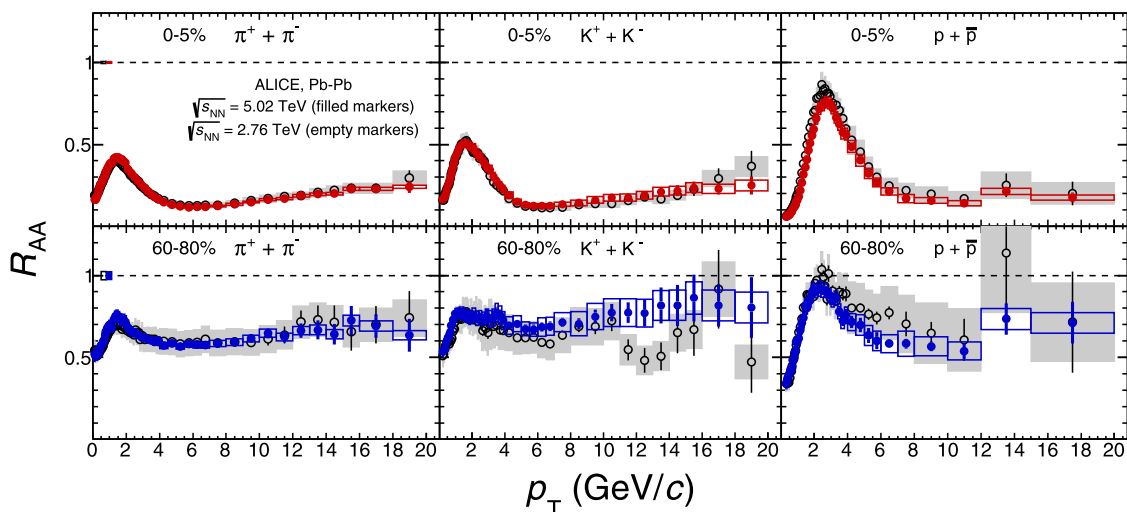 0-5% π⁺ + π⁻
0-5% K⁺ + K⁻
0-5% p + p̅
1
ALICE, Pb-Pb
√sNN = 5.02 TeV (filled markers)
√sNN = 2.76 TeV (empty markers)
0.5
60-80% π⁺ + π⁻
60-80% K⁺ + K⁻
60-80% p + p̅
RAA
1
0.5
0 2 4 6 8 10 12 14 16 18 20
2 4 6 8 10 12 14 16 18 20
2 4 6 8 10 12 14 16 18 20
pT (GeV/c)